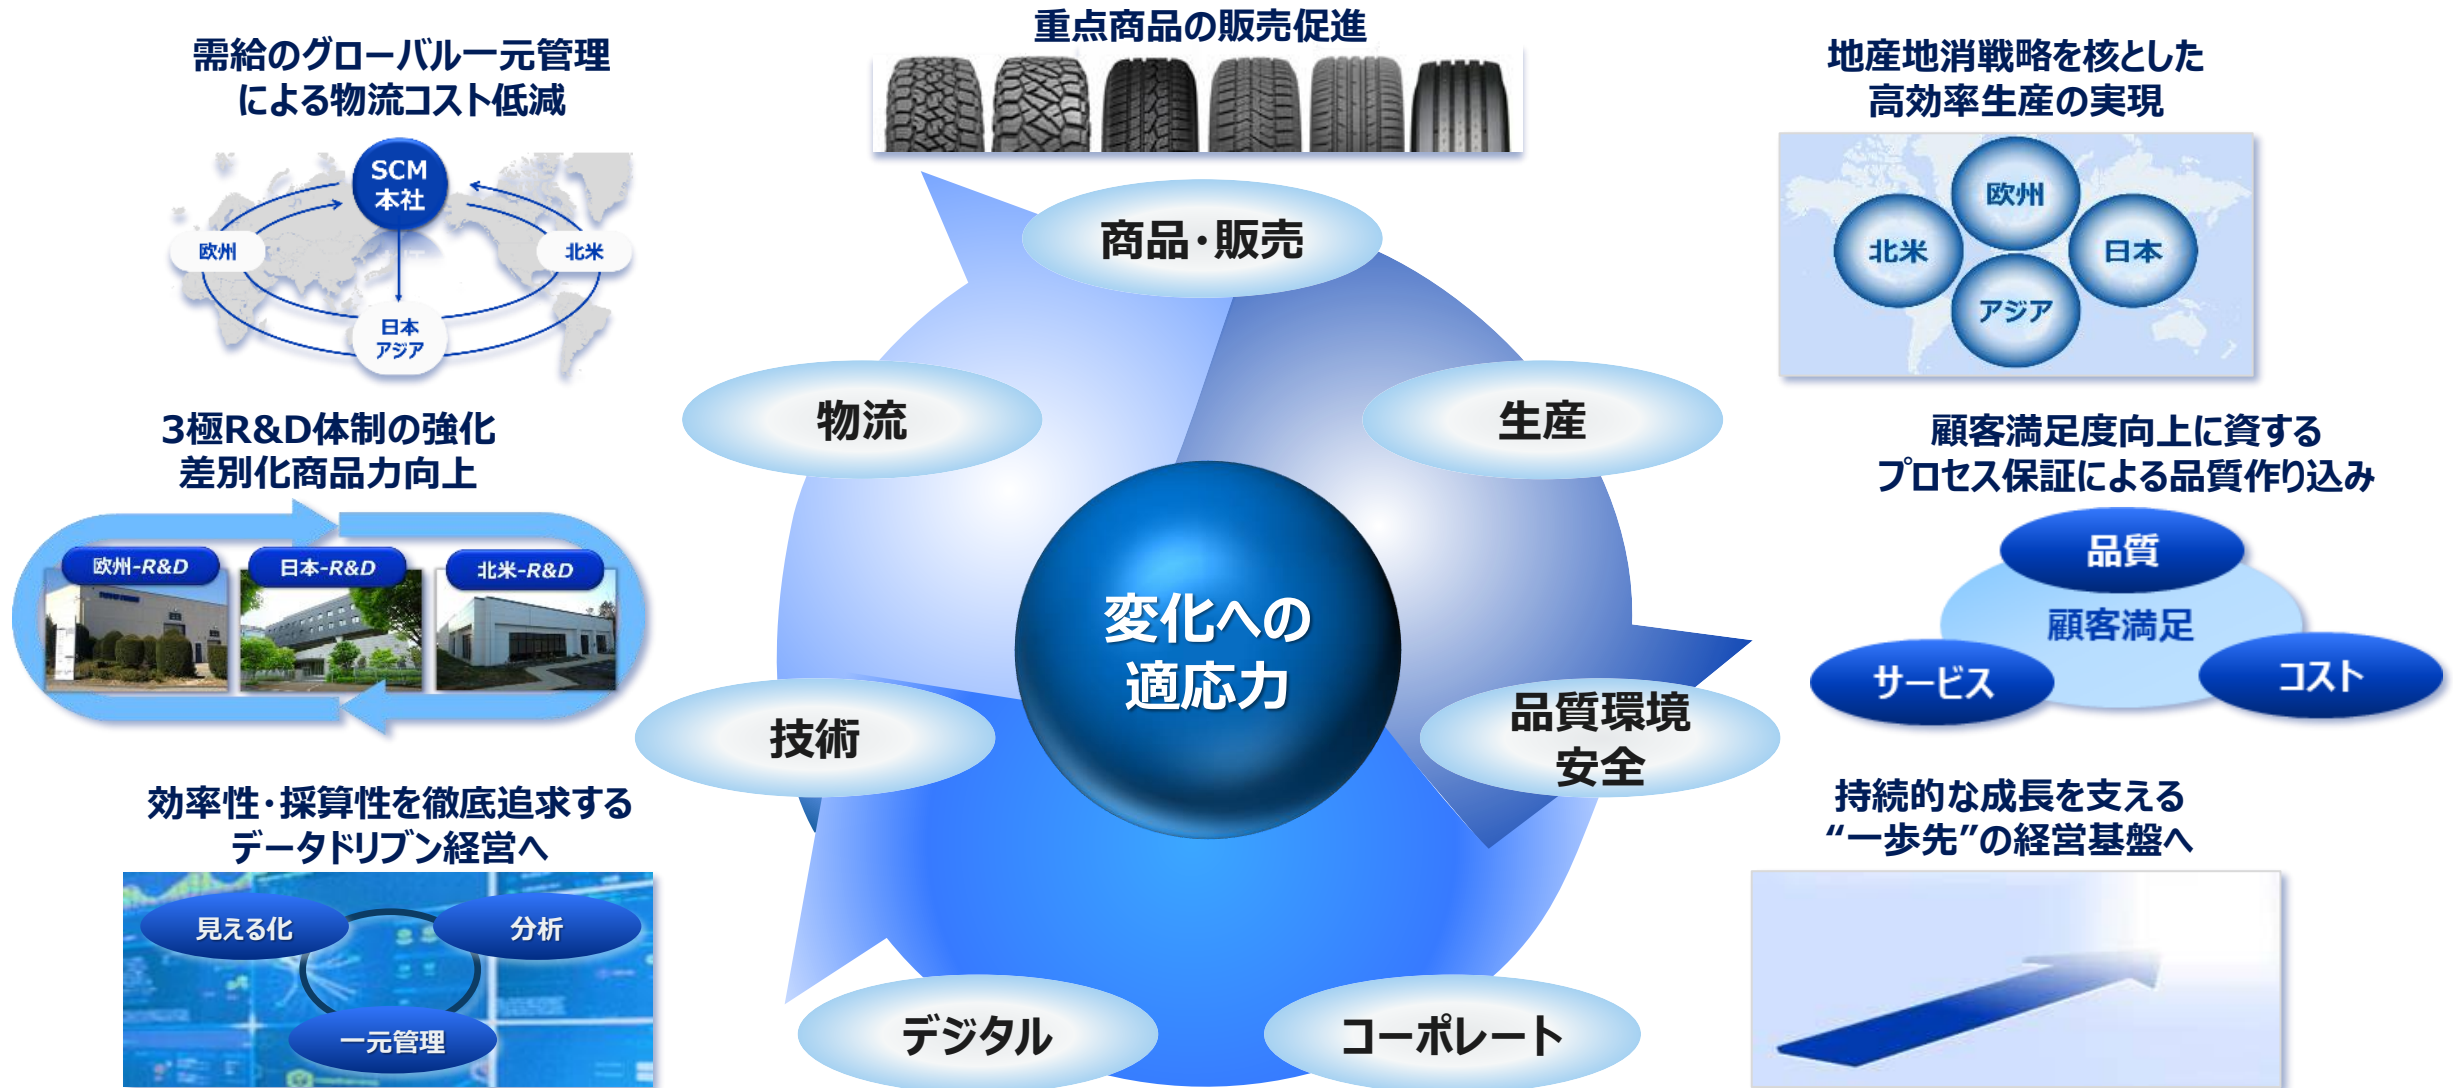 重点商品の販売促進
需給のグローバル一元管理
による物流コスト低減
SCM
本社
欧州
北米
日本
アジア
地産地消戦略を核とした
高効率生産の実現
欧州
北米
日本
アジア
商品・販売
物流
生産
技術
品質環境
安全
デジタル
コーポレート
変化への
適応力
3極R&D体制の強化
差別化商品力向上
欧州-R&D
日本-R&D
北米-R&D
顧客満足度向上に資する
プロセス保証による品質作り込み
品質
顧客満足
サービス
コスト
効率性・採算性を徹底追求する
データドリブン経営へ
見える化
分析
一元管理
持続的な成長を支える
“一歩先”の経営基盤へ